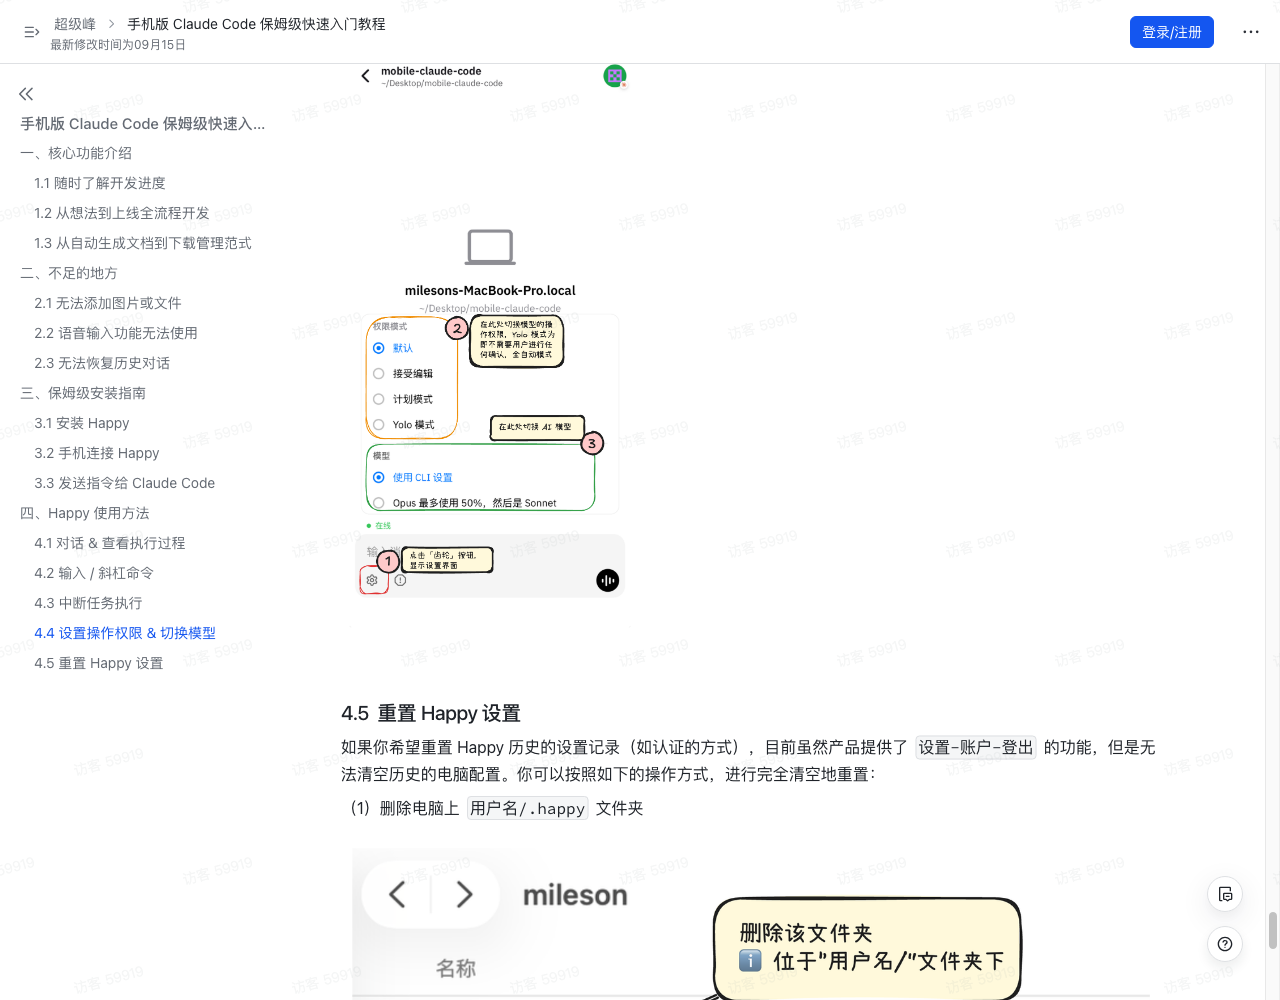 超级峰 > 手机版 Claude Code 保姆级快速入门教程
最新修改时间为09月15日
登录/注册
手机版 Claude Code 保姆级快速入...
一、核心功能介绍
1.1 随时了解开发进度
1.2 从想法到上线全流程开发
1.3 从自动生成文档到下载管理范式
二、不足的地方
2.1 无法添加图片或文件
2.2 语音输入功能无法使用
2.3 无法恢复历史对话
三、保姆级安装指南
3.1 安装 Happy
3.2 手机连接 Happy
3.3 发送指令给 Claude Code
四、Happy 使用方法
4.1 对话 & 查看执行过程
4.2 输入 / 斜杠命令
4.3 中断任务执行
4.4 设置操作权限 & 切换模型
4.5 重置 Happy 设置
mobile-claude-code
~/Desktop/mobile-claude-code
milesons-MacBook-Pro.local
~/Desktop/mobile-claude-code
权限模式
默认
接受编辑
计划模式
Yolo 模式
2
在此处切换模型的操
作权限，Yolo 模式为
即不需要用户进行任
何确认，全自动模式
在此处切换 AI 模型
3
模型
使用 CLI 设置
Opus 最多使用 50%，然后是 Sonnet
在线
输入
1
点击「齿轮」按钮，
显示设置界面
4.5 重置 Happy 设置
如果你希望重置 Happy 历史的设置记录（如认证的方式），目前虽然产品提供了 设置-账户-登出 的功能，但是无
法清空历史的电脑配置。你可以按照如下的操作方式，进行完全清空地重置：
（1）删除电脑上 用户名/.happy 文件夹
mileson
名称
删除该文件夹
ℹ️ 位于"用户名/"文件夹下
访客 59919